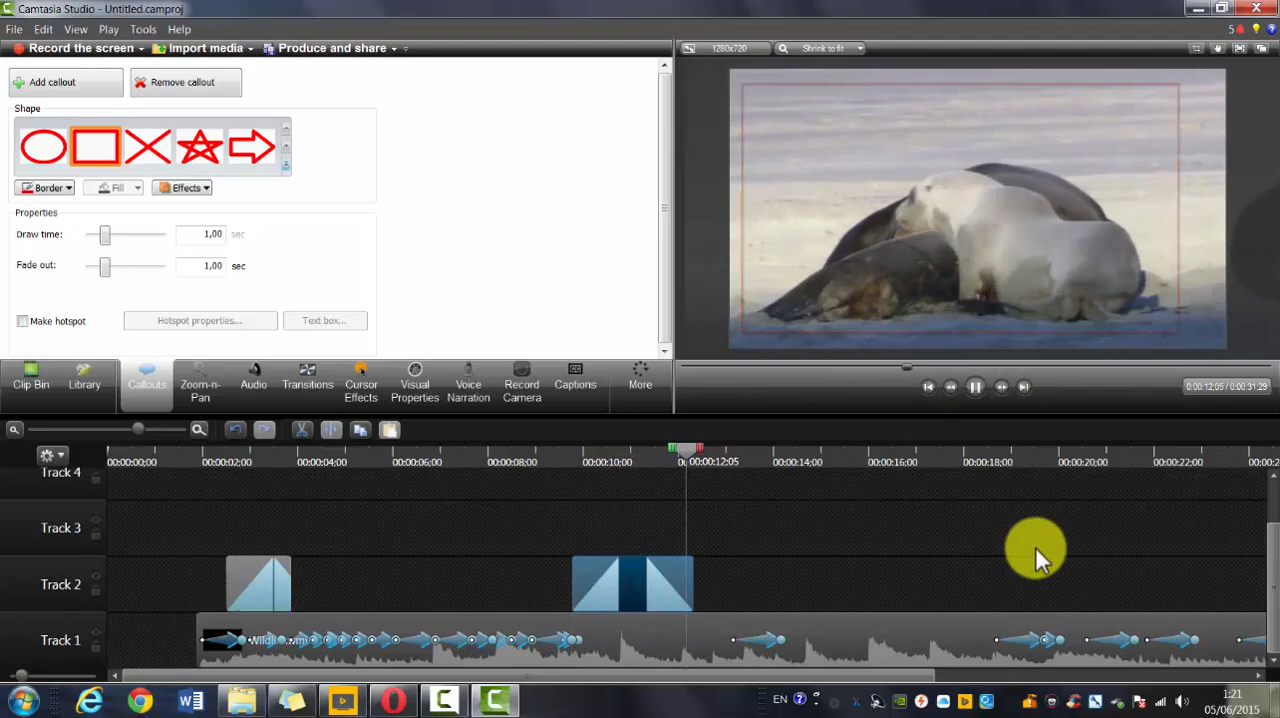 Camtasia Studio - Untitled.camproj
File Edit View Play Tools Help
5
Record the screen Import media Produce and share
1280x720 Shrink to fit
Add callout Remove callout
Shape
Border Fill Effects
Properties
Draw time: 1,00 sec
Fade out: 1,00 sec
Make hotspot Hotspot properties... Text box...
Clip Bin Library Callouts Zoom-n-Pan Audio Transitions Cursor Effects Visual Properties Voice Narration Record Camera Captions More
0:00:12;05 / 0:00:31;29
00:00:00;00 00:00:02;00 00:00:04;00 00:00:06;00 00:00:08;00 00:00:10;00 00:00:12;05 00:00:14;00 00:00:16;00 00:00:18;00 00:00:20;00 00:00:22;00
Track 4
Track 3
Track 2
Track 1
EN
1:21
05/06/2015